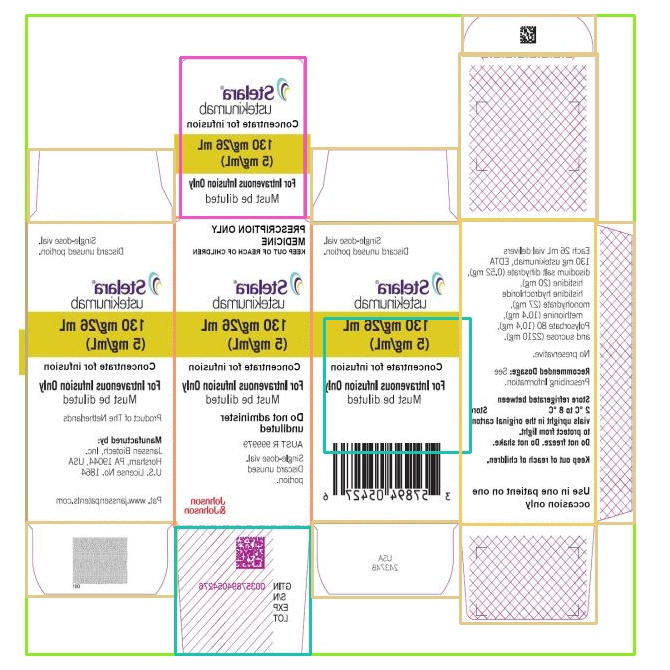 Stelara®
ustekinumab
Concentrate for infusion
130 mg/26 mL
(5 mg/mL)
For Intravenous Infusion Only
Must be diluted
PRESCRIPTION ONLY
MEDICINE
KEEP OUT OF REACH OF CHILDREN
Stelara®
ustekinumab
130 mg/26 mL
(5 mg/mL)
Concentrate for infusion
For Intravenous Infusion Only
Must be diluted
Do not administer
undiluted
AUST R 99979
Single-dose vial.
Discard unused
portion.
Johnson
&Johnson
GTIN 00357894054276
S/N
EXP
LOT
Each 26 mL vial delivers
130 mg ustekinumab, EDTA
disodium salt dihydrate (0.52 mg),
histidine (20 mg),
histidine hydrochloride
monohydrate (27 mg),
methionine (10.4 mg),
Polysorbate 80 (10.4 mg),
and sucrose (2210 mg).
No preservative.
Recommended Dosage: See
Prescribing Information.
Store refrigerated between
2 °C to 8 °C Store
vials upright in the original carton
to protect from light.
Do not freeze. Do not shake.
Keep out of reach of children.
Use in one patient on one
occasion only
Single-dose vial.
Discard unused portion.
Stelara®
ustekinumab
130 mg/26 mL
(5 mg/mL)
Concentrate for infusion
For Intravenous Infusion Only
Must be diluted
3 57894 05427 6
USA
243748
Single-dose vial.
Discard unused portion.
Stelara®
ustekinumab
130 mg/26 mL
(5 mg/mL)
Concentrate for infusion
For Intravenous Infusion Only
Must be diluted
Product of The Netherlands
Manufactured by:
Janssen Biotech, Inc.
Horsham, PA 19044, USA
U.S. License No. 1864
Pat. www.janssenpatents.com